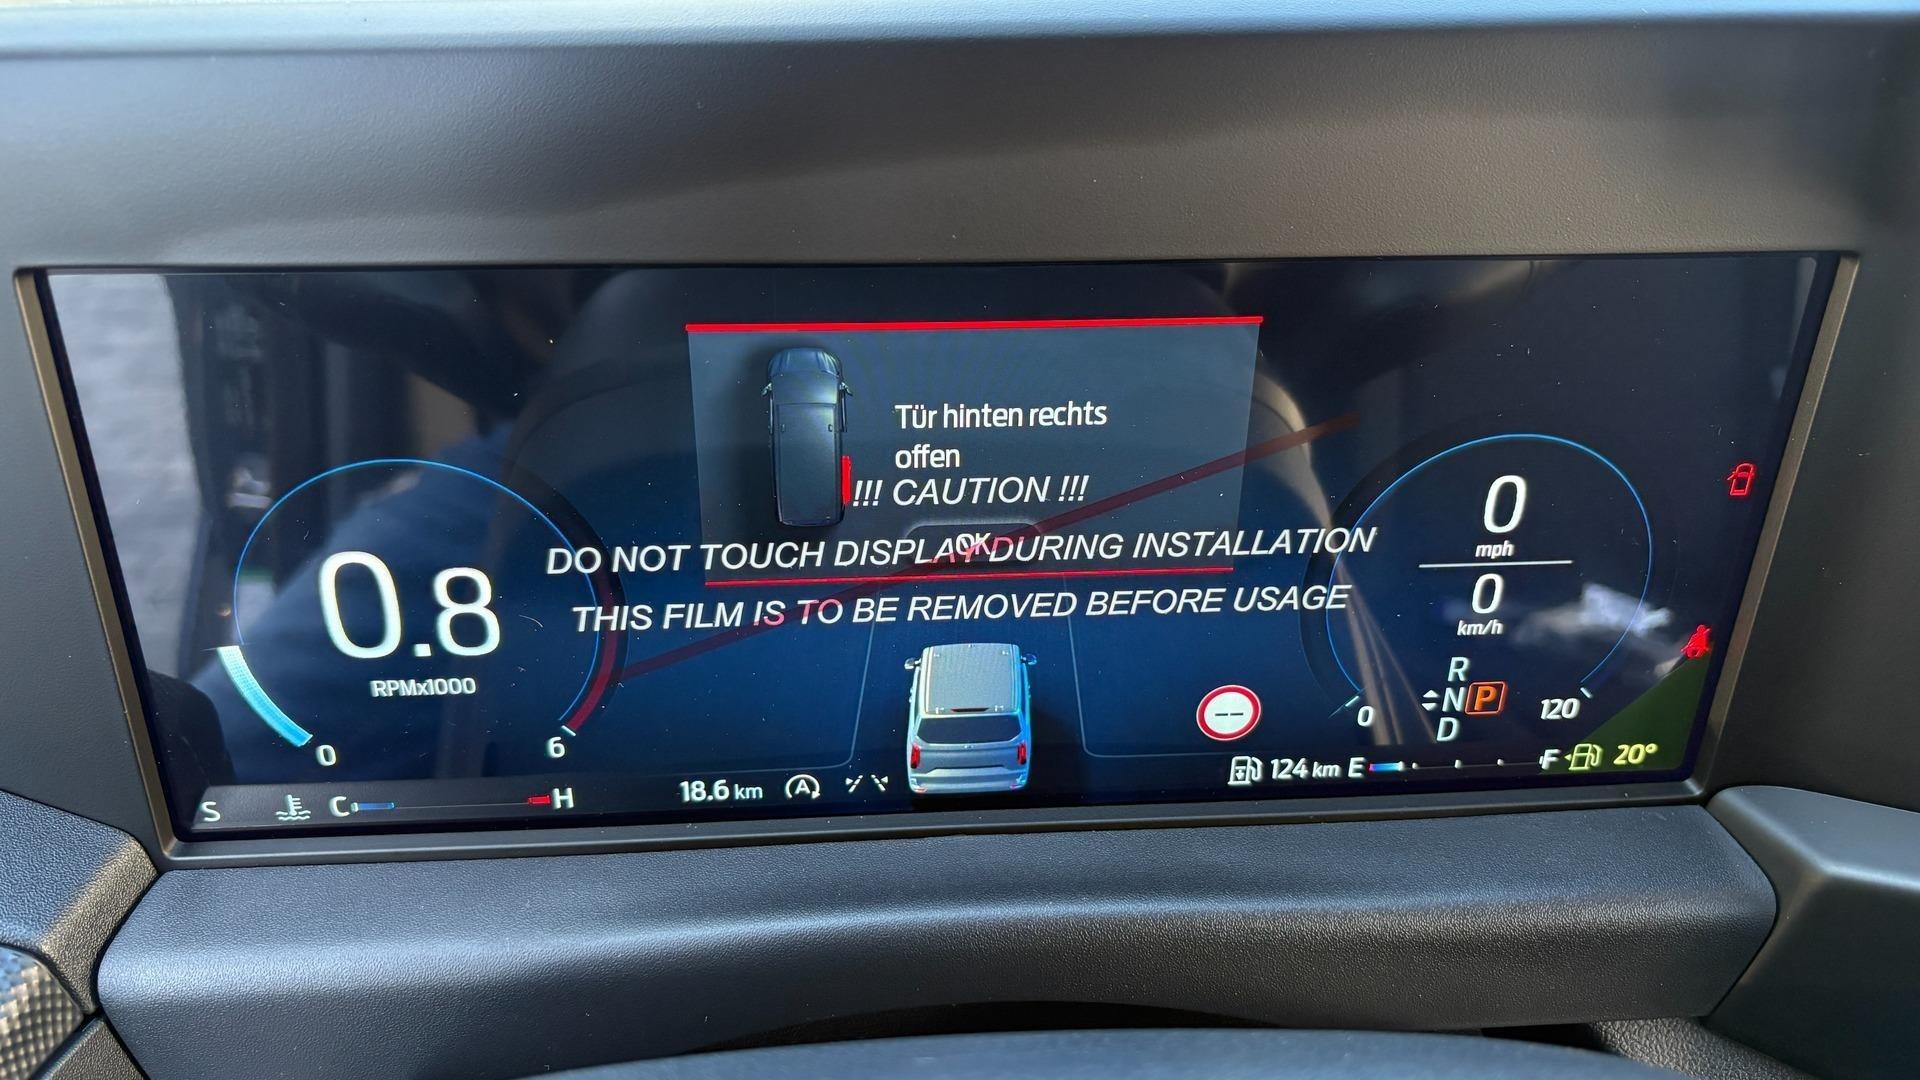 Tür hinten rechts
offen
!!! CAUTION !!!
OK
DO NOT TOUCH DISPLAY DURING INSTALLATION
THIS FILM IS TO BE REMOVED BEFORE USAGE
0.8
RPMx1000
0
6
0
mph
0
km/h
R
N P
D
0
120
--
S
C H
18.6 km
A
124 km E F
20°